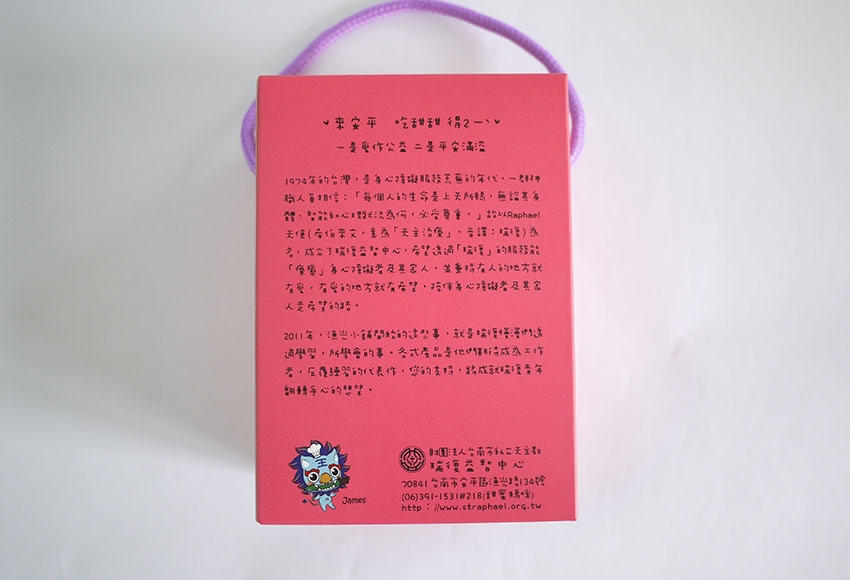 來安平 吃甜甜 得2一丶
一是愛作公益 二是平安滿溢
1974年的台灣，是身心障礙服務荒蕪的年代，一群神
職人員相信：「每個人的生命是上天所賜，無論其身
體、智能和心理狀況為何，必受尊重。」故以Raphael
天使(希伯來文，意為「天主治療」。音譯：瑞復)為
名，成立了瑞復益智中心，希望透過「瑞復」的服務能
「療癒」身心障礙者及其家人，並秉持有人的地方就
有愛，有愛的地方就有希望，陪伴身心障礙者及其家
人走希望的路。
2011年，漁光小舖開始的這些事，就是瑞復慢漢們透
過學習，所學會的事。各式產品是他們期待成為工作
者，反覆練習的代表作，您的支持，將成就瑞復青年
翻轉手心的想望。
James
財團法人台南市私立天主教
瑞復益智中心
70841台南市安平區漁光路134號
(06)391-1531#218(甜蜜媽咪)
http：//www.straphael.org.tw